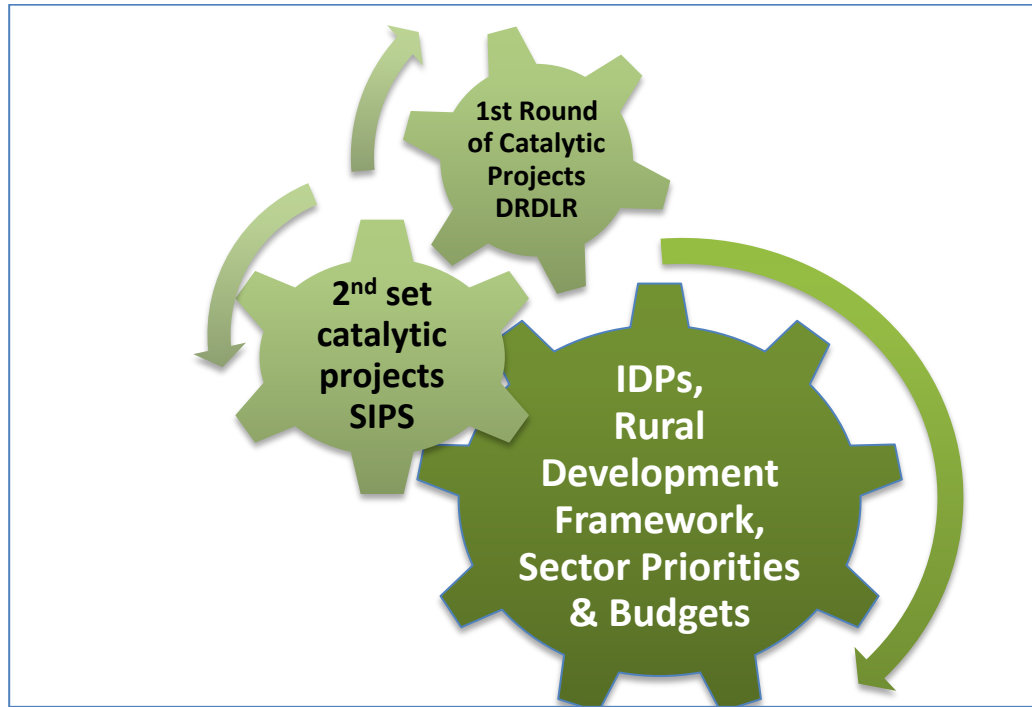 1st Round
of Catalytic
Projects
DRDLR
2nd set
catalytic
projects
SIPS
IDPs,
Rural
Development
Framework,
Sector Priorities
& Budgets